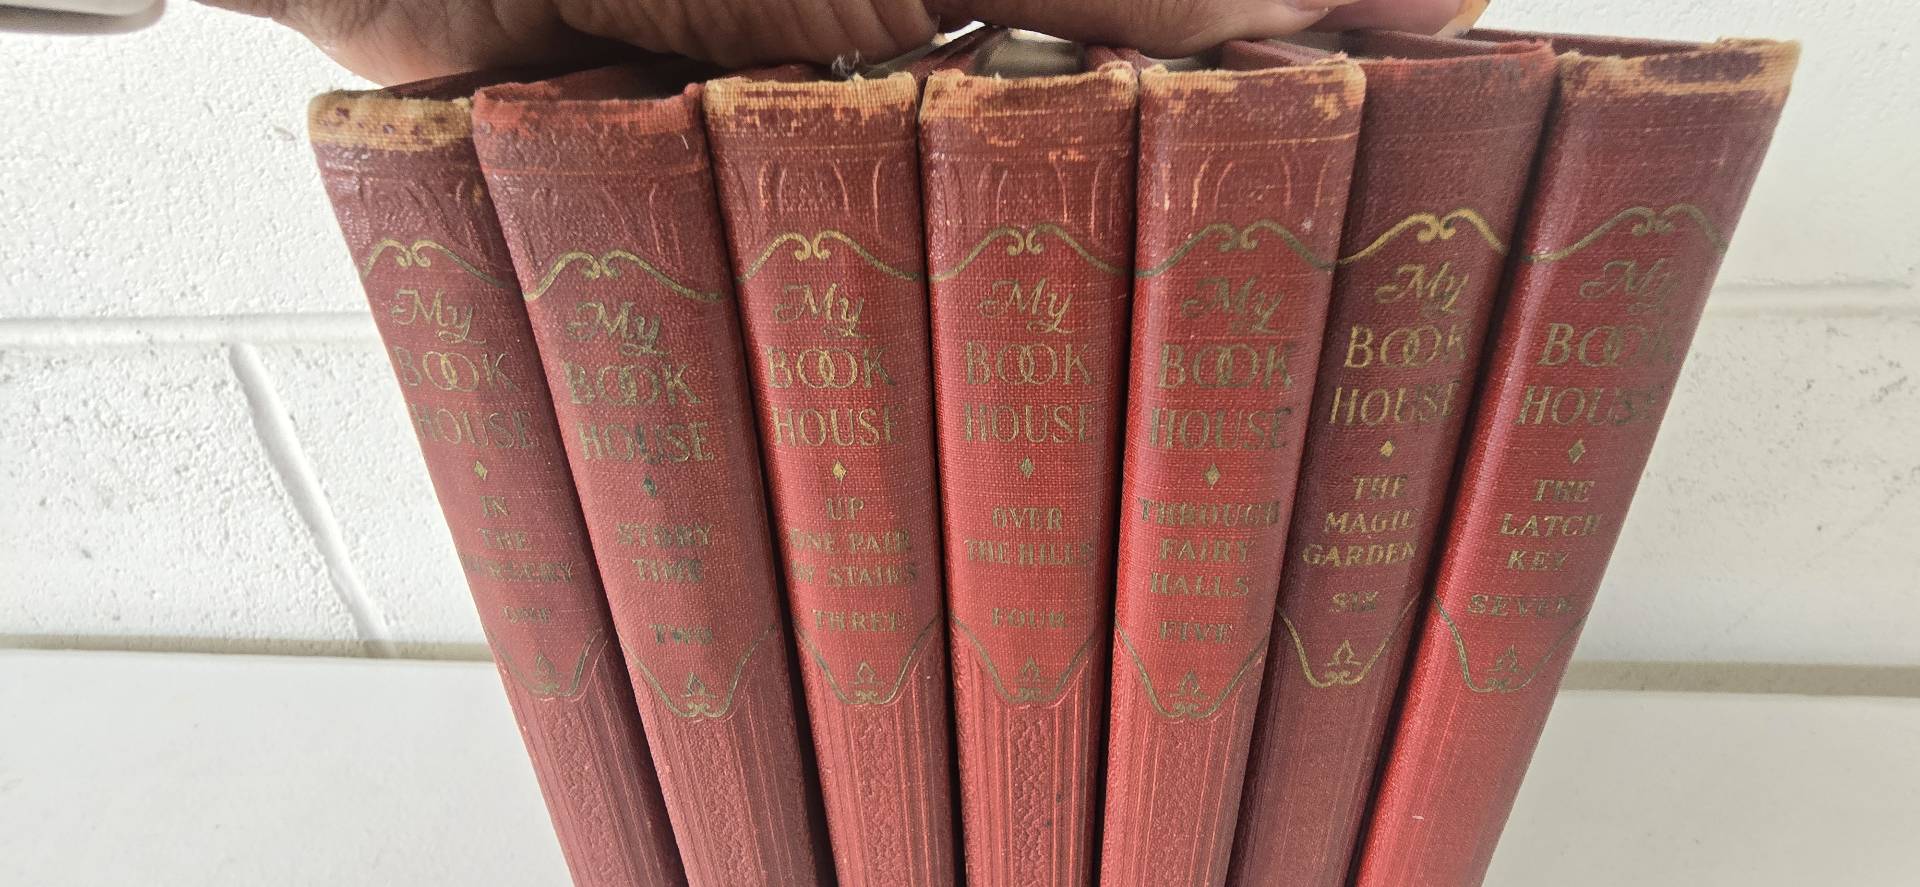 My
BOOK
HOUSE
IN
THE
NURSERY
ONE
My
BOOK
HOUSE
STORY
TIME
TWO
My
BOOK
HOUSE
UP
ONE PAIR
OF STAIRS
THREE
My
BOOK
HOUSE
OVER
THE HILLS
FOUR
My
BOOK
HOUSE
THROUGH
FAIRY
HALLS
FIVE
My
BOOK
HOUSE
THE
MAGIC
GARDEN
SIX
My
BOOK
HOUSE
THE
LATCH
KEY
SEVEN